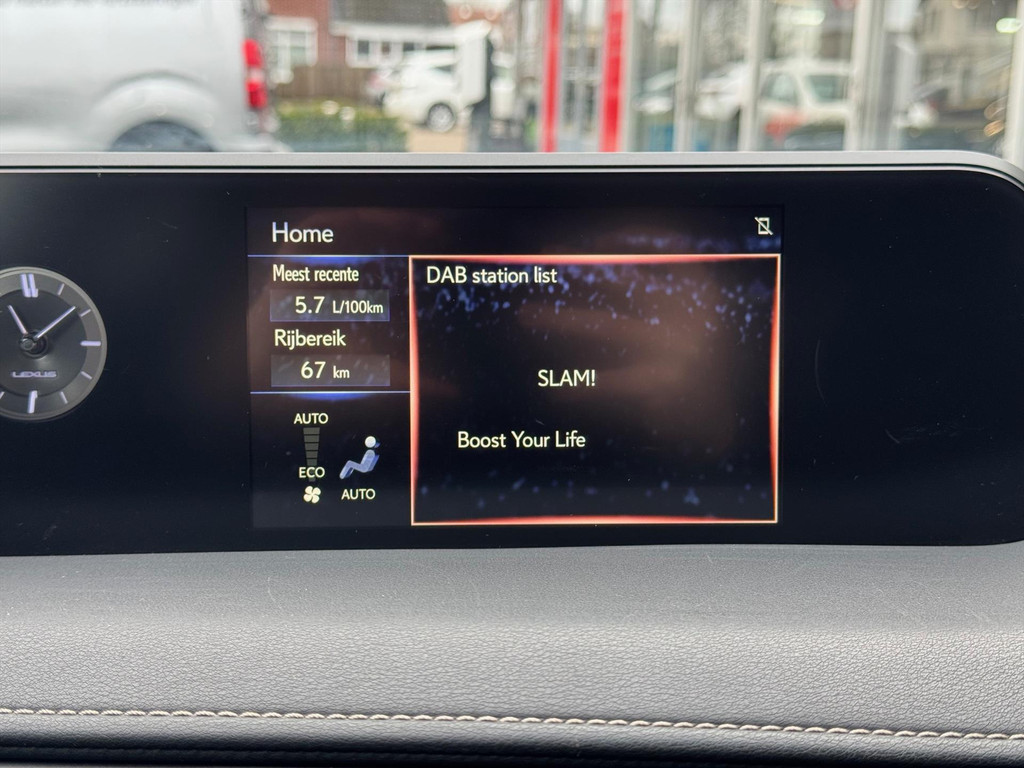 Home
Meest recente
5.7 L/100km
Rijbereik
67 km
AUTO
ECO
AUTO
DAB station list
SLAM!
Boost Your Life
LEXUS